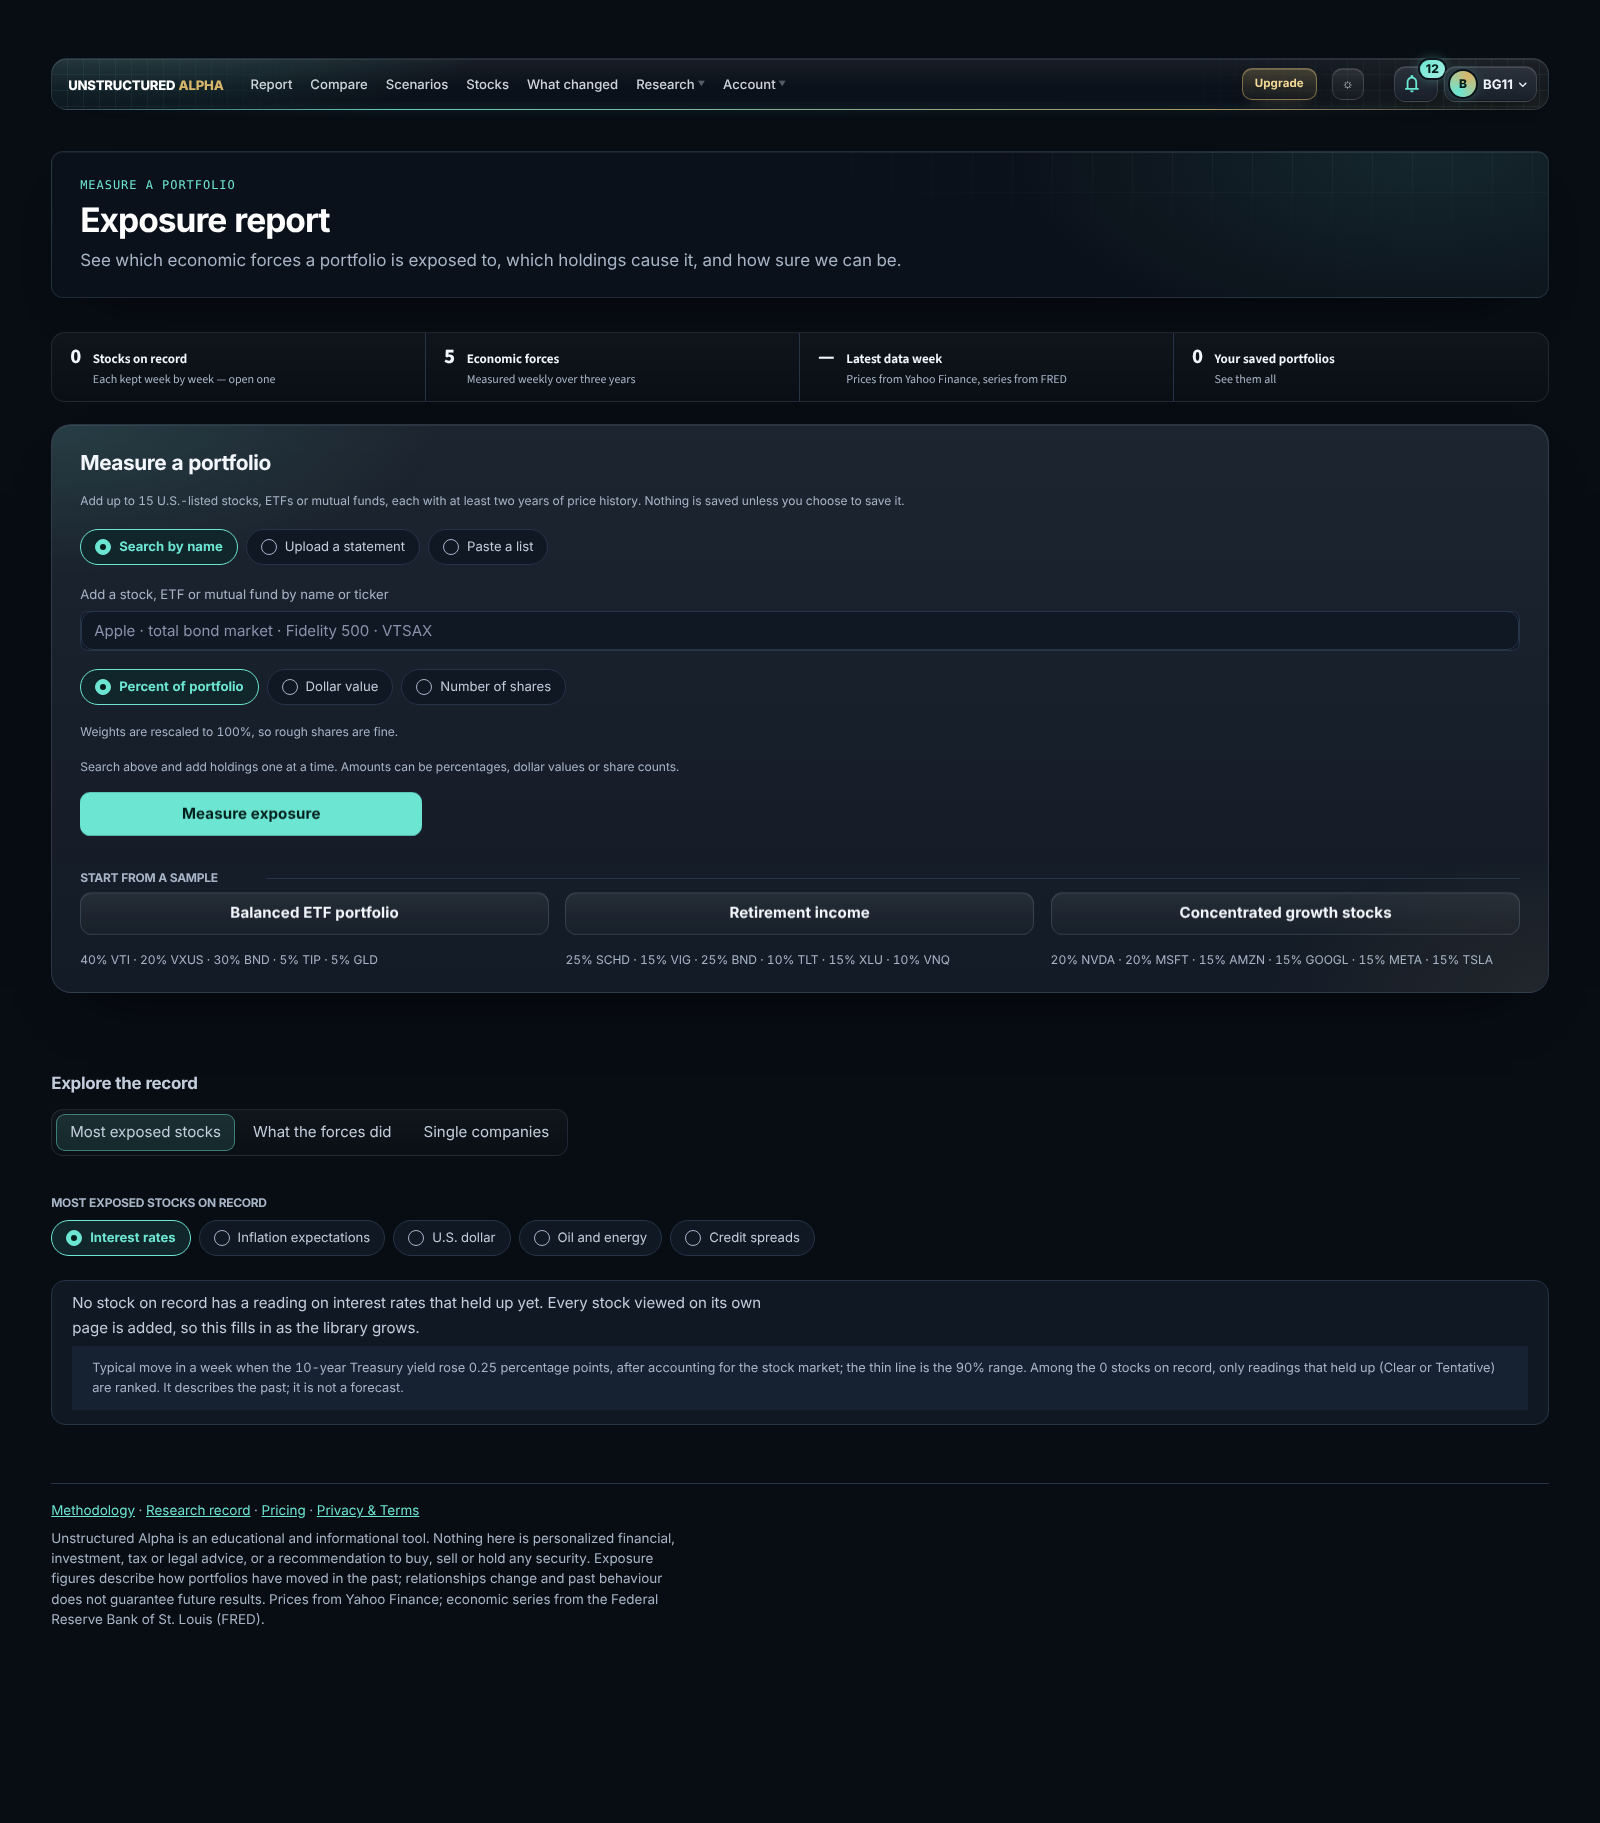 UNSTRUCTURED ALPHA
Report
Compare
Scenarios
Stocks
What changed
Research
Account
Upgrade
12
B
BG11
MEASURE A PORTFOLIO
Exposure report
See which economic forces a portfolio is exposed to, which holdings cause it, and how sure we can be.
0 Stocks on record
Each kept week by week — open one
5 Economic forces
Measured weekly over three years
— Latest data week
Prices from Yahoo Finance, series from FRED
0 Your saved portfolios
See them all
Measure a portfolio
Add up to 15 U.S.-listed stocks, ETFs or mutual funds, each with at least two years of price history. Nothing is saved unless you choose to save it.
Search by name
Upload a statement
Paste a list
Add a stock, ETF or mutual fund by name or ticker
Apple · total bond market · Fidelity 500 · VTSAX
Percent of portfolio
Dollar value
Number of shares
Weights are rescaled to 100%, so rough shares are fine.
Search above and add holdings one at a time. Amounts can be percentages, dollar values or share counts.
Measure exposure
START FROM A SAMPLE
Balanced ETF portfolio
Retirement income
Concentrated growth stocks
40% VTI · 20% VXUS · 30% BND · 5% TIP · 5% GLD
25% SCHD · 15% VIG · 25% BND · 10% TLT · 15% XLU · 10% VNQ
20% NVDA · 20% MSFT · 15% AMZN · 15% GOOGL · 15% META · 15% TSLA
Explore the record
Most exposed stocks
What the forces did
Single companies
MOST EXPOSED STOCKS ON RECORD
Interest rates
Inflation expectations
U.S. dollar
Oil and energy
Credit spreads
No stock on record has a reading on interest rates that held up yet. Every stock viewed on its own
page is added, so this fills in as the library grows.
Typical move in a week when the 10-year Treasury yield rose 0.25 percentage points, after accounting for the stock market; the thin line is the 90% range. Among the 0 stocks on record, only readings that held up (Clear or Tentative)
are ranked. It describes the past; it is not a forecast.
Methodology · Research record · Pricing · Privacy & Terms
Unstructured Alpha is an educational and informational tool. Nothing here is personalized financial,
investment, tax or legal advice, or a recommendation to buy, sell or hold any security. Exposure
figures describe how portfolios have moved in the past; relationships change and past behaviour
does not guarantee future results. Prices from Yahoo Finance; economic series from the Federal
Reserve Bank of St. Louis (FRED).